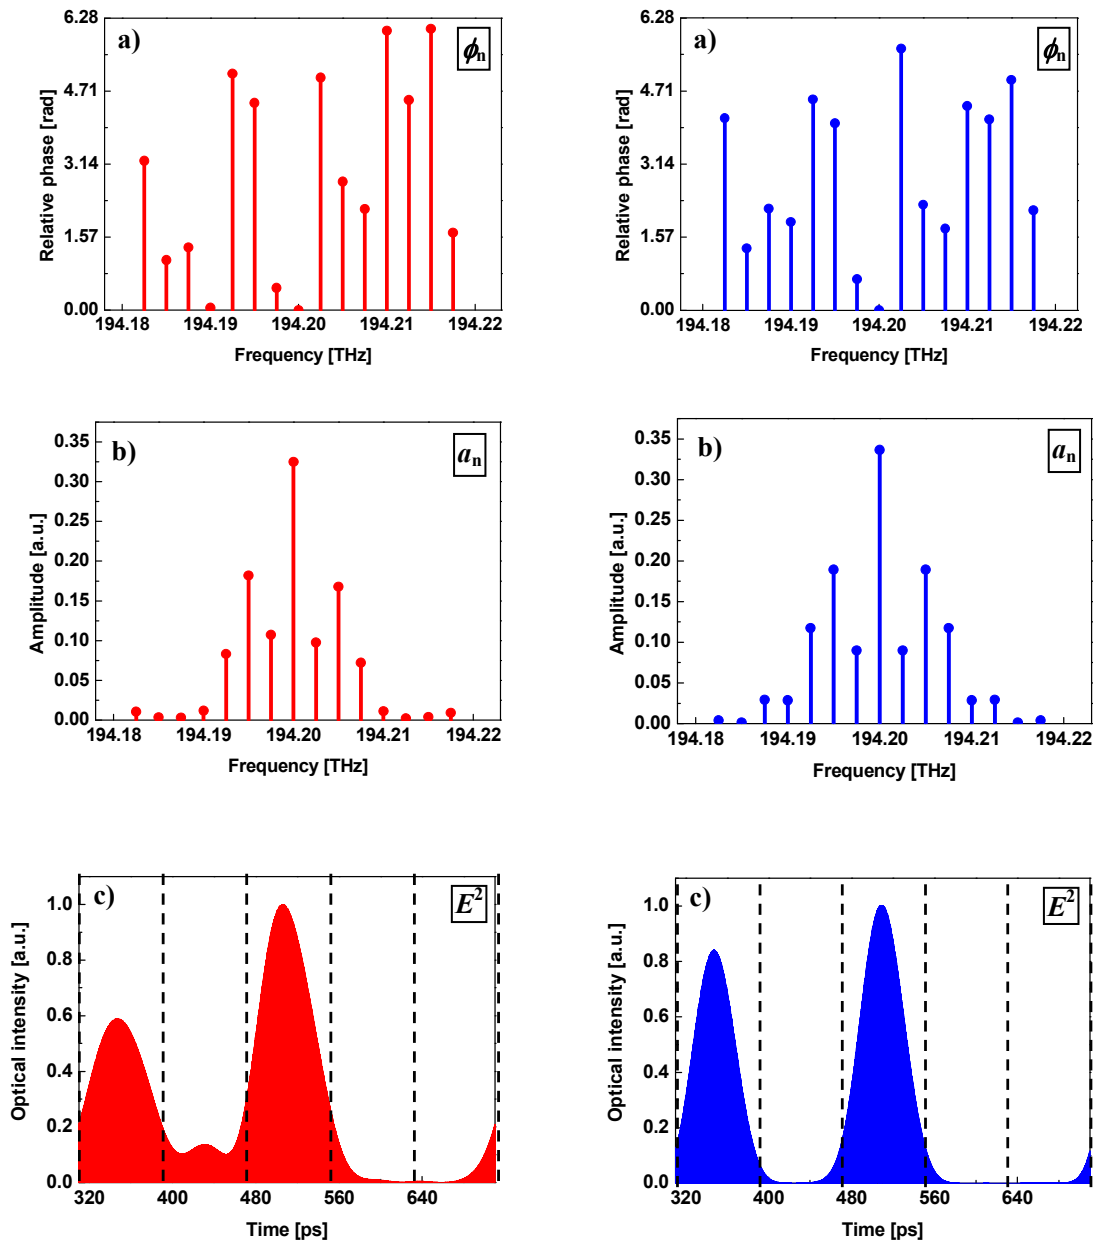 a)
ϕn
6.28
4.71
3.14
1.57
0.00
Relative phase [rad]
194.18 194.19 194.20 194.21 194.22
Frequency [THz]
a)
ϕn
6.28
4.71
3.14
1.57
0.00
Relative phase [rad]
194.18 194.19 194.20 194.21 194.22
Frequency [THz]
b)
an
0.35
0.30
0.25
0.20
0.15
0.10
0.05
0.00
Amplitude [a.u.]
194.18 194.19 194.20 194.21 194.22
Frequency [THz]
b)
an
0.35
0.30
0.25
0.20
0.15
0.10
0.05
0.00
Amplitude [a.u.]
194.18 194.19 194.20 194.21 194.22
Frequency [THz]
c)
E2
1.0
0.8
0.6
0.4
0.2
0.0
Optical intensity [a.u.]
320 400 480 560 640
Time [ps]
c)
E2
1.0
0.8
0.6
0.4
0.2
0.0
Optical intensity [a.u.]
320 400 480 560 640
Time [ps]